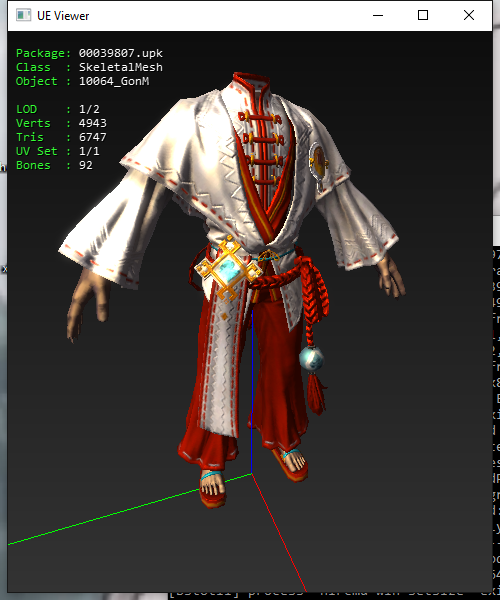 UE Viewer
Package: 00039807.upk
Class : SkeletalMesh
Object : 10064_GonM
LOD : 1/2
Verts : 4943
Tris : 6747
UV Set : 1/1
Bones : 92